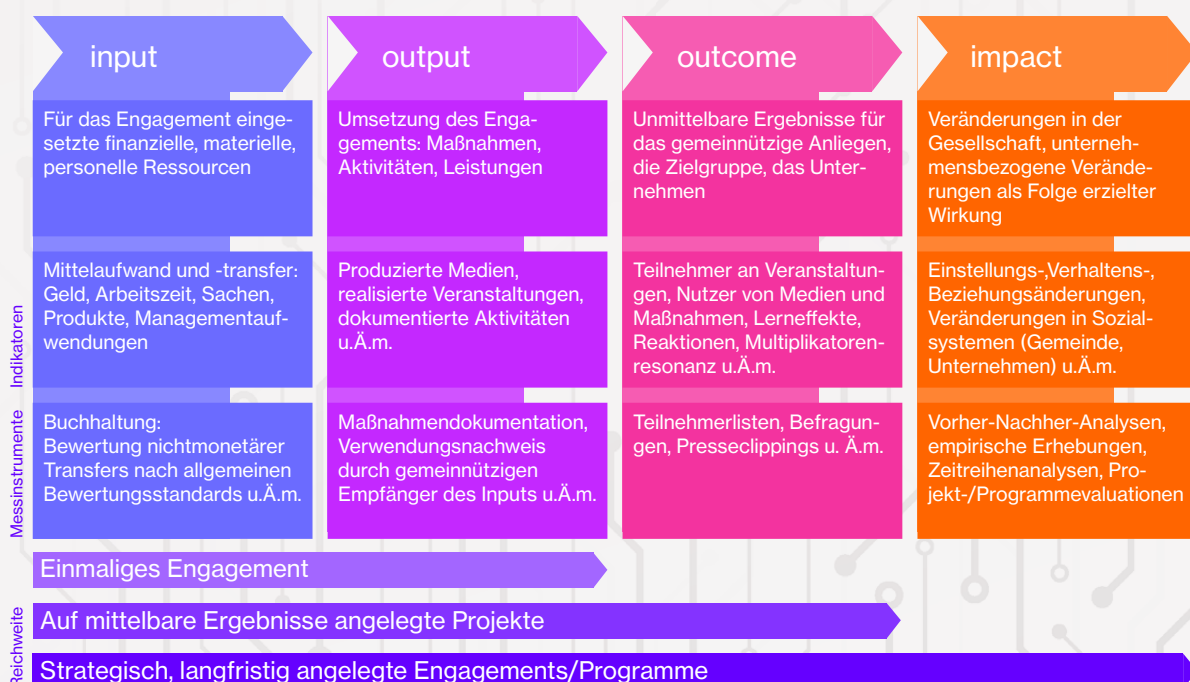 input
output
outcome
impact
Für das Engagement einge-
setzte finanzielle, materielle,
personelle Ressourcen
Umsetzung des Enga-
gements: Maßnahmen,
Aktivitäten, Leistungen
Unmittelbare Ergebnisse für
das gemeinnützige Anliegen,
die Zielgruppe, das Unter-
nehmen
Veränderungen in der
Gesellschaft, unterneh-
mensbezogene Verände-
rungen als Folge erzielter
Wirkung
Indikatoren
Mittelaufwand und -transfer:
Geld, Arbeitszeit, Sachen,
Produkte, Managementauf-
wendungen
Produzierte Medien,
realisierte Veranstaltungen,
dokumentierte Aktivitäten
u.Ä.m.
Teilnehmer an Veranstaltun-
gen, Nutzer von Medien und
Maßnahmen, Lerneffekte,
Reaktionen, Multiplikatoren-
resonanz u.Ä.m.
Einstellungs-,Verhaltens-,
Beziehungsänderungen,
Veränderungen in Sozial-
systemen (Gemeinde,
Unternehmen) u.Ä.m.
Messinstrumente
Buchhaltung:
Bewertung nichtmonetärer
Transfers nach allgemeinen
Bewertungsstandards u.Ä.m.
Maßnahmendokumentation,
Verwendungsnachweis
durch gemeinnützigen
Empfänger des Inputs u.Ä.m.
Teilnehmerlisten, Befragun-
gen, Presseclippings u. Ä.m.
Vorher-Nachher-Analysen,
empirische Erhebungen,
Zeitreihenanalysen, Pro-
jekt-/Programmevaluationen
Reichweite
Einmaliges Engagement
Auf mittelbare Ergebnisse angelegte Projekte
Strategisch, langfristig angelegte Engagements/Programme